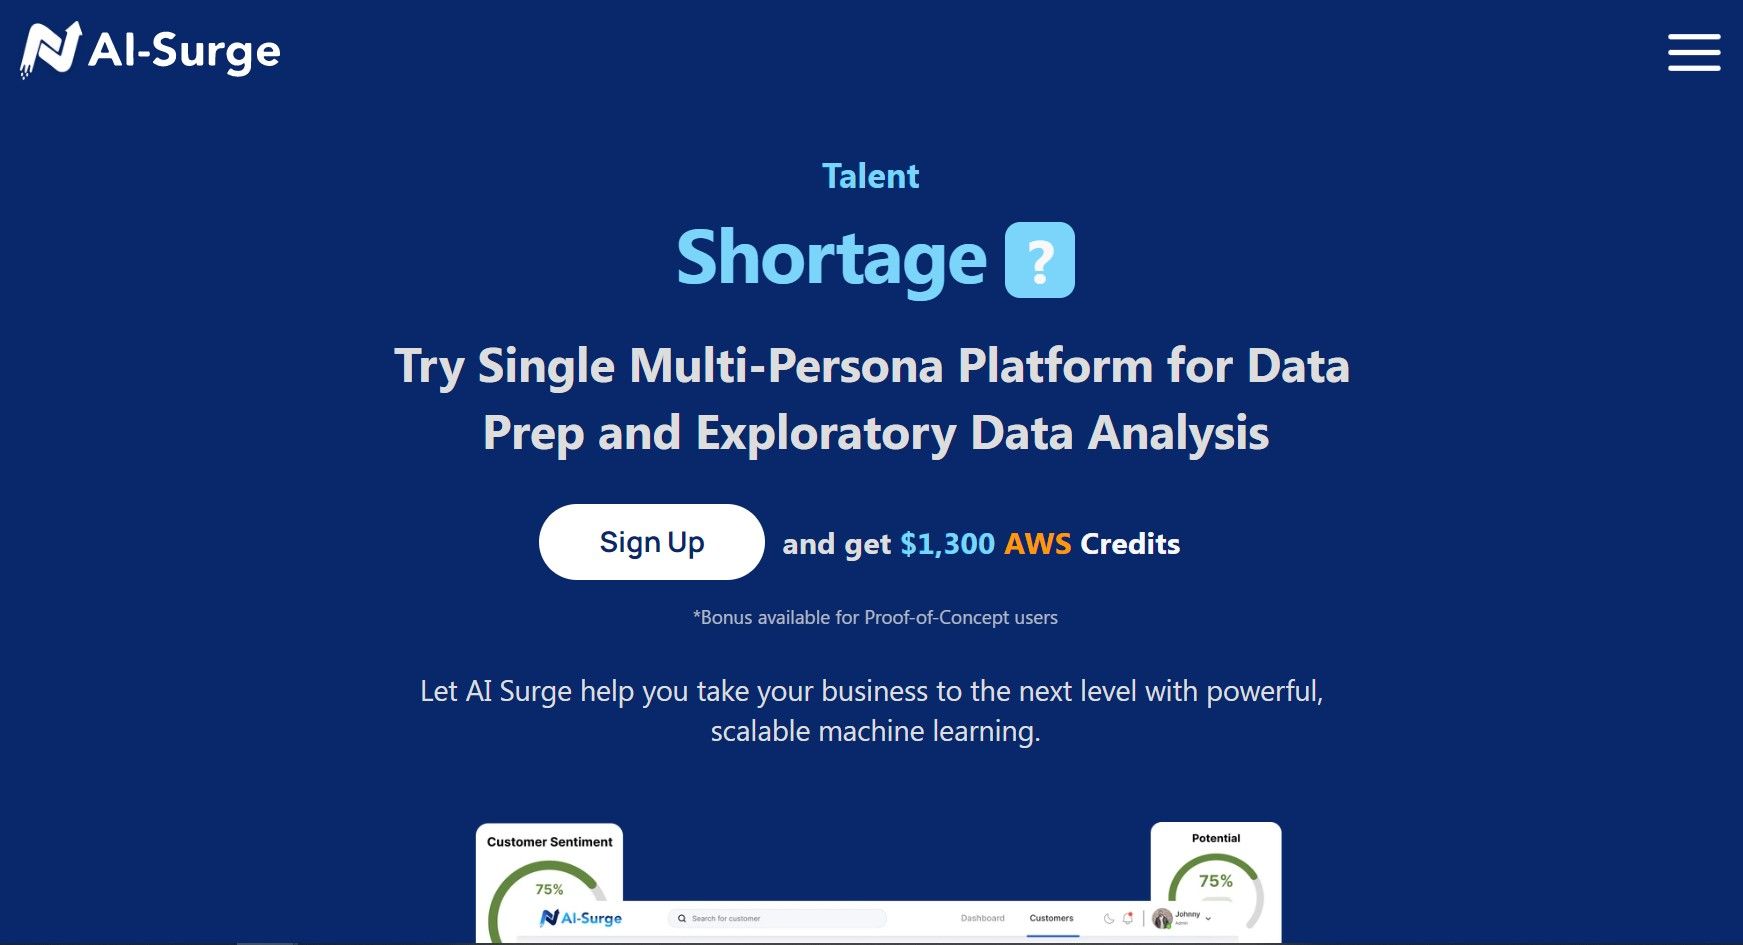 AI-Surge
Talent
Shortage ?
Try Single Multi-Persona Platform for Data
Prep and Exploratory Data Analysis
Sign Up and get $1,300 AWS Credits
*Bonus available for Proof-of-Concept users
Let AI Surge help you take your business to the next level with powerful,
scalable machine learning.
Customer Sentiment
75%
Potential
75%
AI-Surge Search for customer Dashboard Customers Johnny
Admin